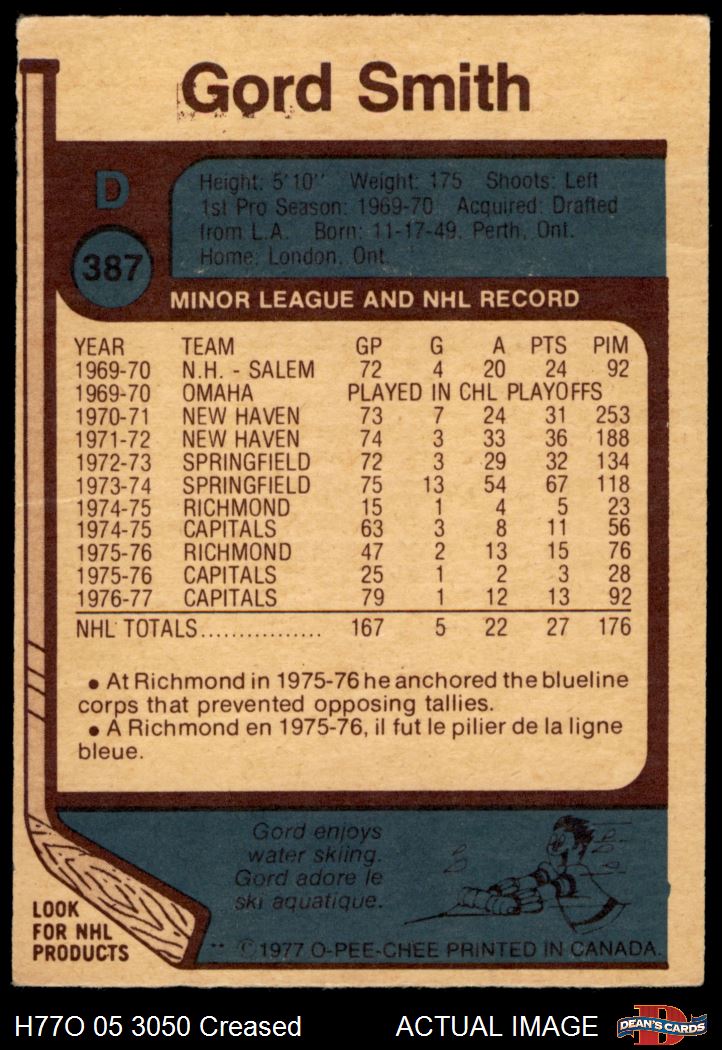 Gord Smith
D
387
Height: 5'10" Weight: 175 Shoots: Left
1st Pro Season: 1969-70 Acquired: Drafted
from L.A. Born: 11-17-49, Perth, Ont.
Home: London, Ont.
MINOR LEAGUE AND NHL RECORD
YEAR TEAM GP G A PTS PIM
1969-70 N.H. - SALEM 72 4 20 24 92
1969-70 OMAHA PLAYED IN CHL PLAYOFFS
1970-71 NEW HAVEN 73 7 24 31 253
1971-72 NEW HAVEN 74 3 33 36 188
1972-73 SPRINGFIELD 72 3 29 32 134
1973-74 SPRINGFIELD 75 13 54 67 118
1974-75 RICHMOND 15 1 4 5 23
1974-75 CAPITALS 63 3 8 11 56
1975-76 RICHMOND 47 2 13 15 76
1975-76 CAPITALS 25 1 2 3 28
1976-77 CAPITALS 79 1 12 13 92
NHL TOTALS................ 167 5 22 27 176
• At Richmond in 1975-76 he anchored the blueline
corps that prevented opposing tallies.
• A Richmond en 1975-76, il fut le pilier de la ligne
bleue.
Gord enjoys
water skiing.
Gord adore le
ski aquatique.
LOOK
FOR NHL
PRODUCTS
** © 1977 O-PEE-CHEE PRINTED IN CANADA.
H77O 05 3050 Creased ACTUAL IMAGE
D
DEAN'S CARDS